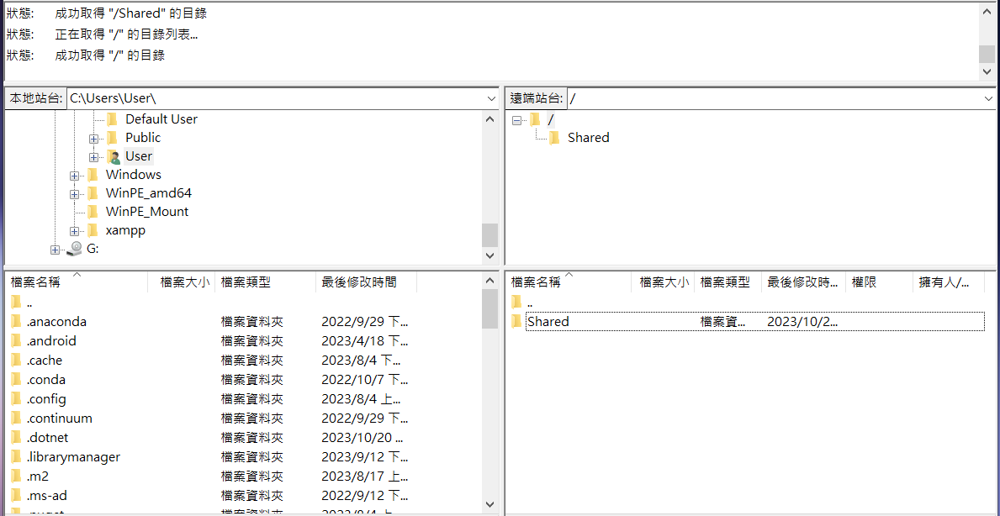 狀態: 成功取得 "/Shared" 的目錄
狀態: 正在取得 "/" 的目錄列表...
狀態: 成功取得 "/" 的目錄
本地站台: C:\Users\User\
Default User
Public
User
Windows
WinPE_amd64
WinPE_Mount
xampp
G:
遠端站台: /
/
Shared
檔案名稱 檔案大小 檔案類型 最後修改時間
..
.anaconda 檔案資料夾 2022/9/29 下...
.android 檔案資料夾 2023/4/18 下...
.cache 檔案資料夾 2023/8/4 下...
.conda 檔案資料夾 2022/10/7 下...
.config 檔案資料夾 2023/8/4 上...
.continuum 檔案資料夾 2022/9/29 下...
.dotnet 檔案資料夾 2023/10/20 ...
.librarymanager 檔案資料夾 2023/9/12 下...
.m2 檔案資料夾 2023/8/17 上...
.ms-ad 檔案資料夾 2022/9/12 下...
檔案名稱 檔案大小 檔案類型 最後修改時... 權限 擁有人/...
..
Shared 檔案資... 2023/10/2...